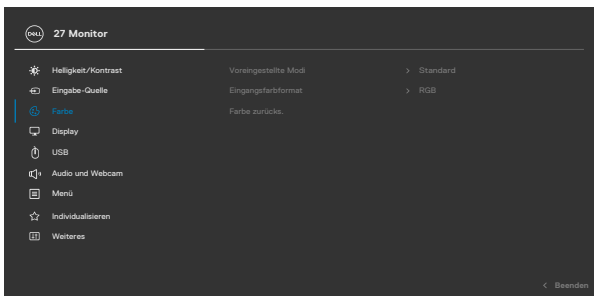 DELL 27 Monitor
Helligkeit/Kontrast Voreingestellte Modi > Standard
Eingabe-Quelle Eingangsfarbformat > RGB
Farbe Farbe zurücks.
Display
USB
Audio und Webcam
Menü
Individualisieren
Weiteres
< Beenden